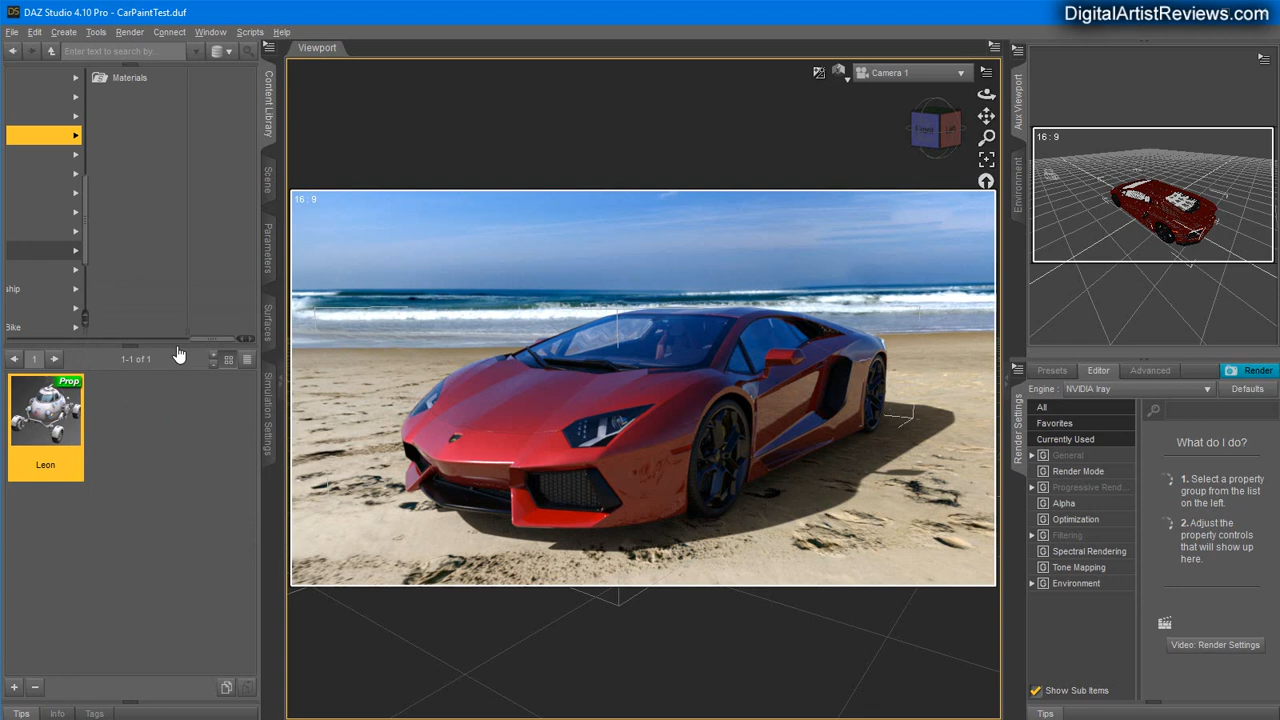 DS DAZ Studio 4.10 Pro - CarPaintTest.duf
DigitalArtistReviews.com
File Edit Create Tools Render Connect Window Scripts Help
Enter text to search by...
Viewport
Materials
Camera 1
Content Library
Scene
Parameters
Surfaces
Simulation Settings
ship
Bike
1
1-1 of 1
Prop
Leon
16 : 9
Front
Aux Viewport
Environment
16 : 9
Presets Editor Advanced Render
Engine : NVIDIA Iray Defaults
Render Settings
All
Favorites
Currently Used
General
Render Mode
Progressive Rend...
Alpha
Optimization
Filtering
Spectral Rendering
Tone Mapping
Environment
What do I do?
1. Select a property
group from the list
on the left.
2. Adjust the
property controls
that will show up
here.
Video: Render Settings
Show Sub Items
Tips Info Tags
Tips